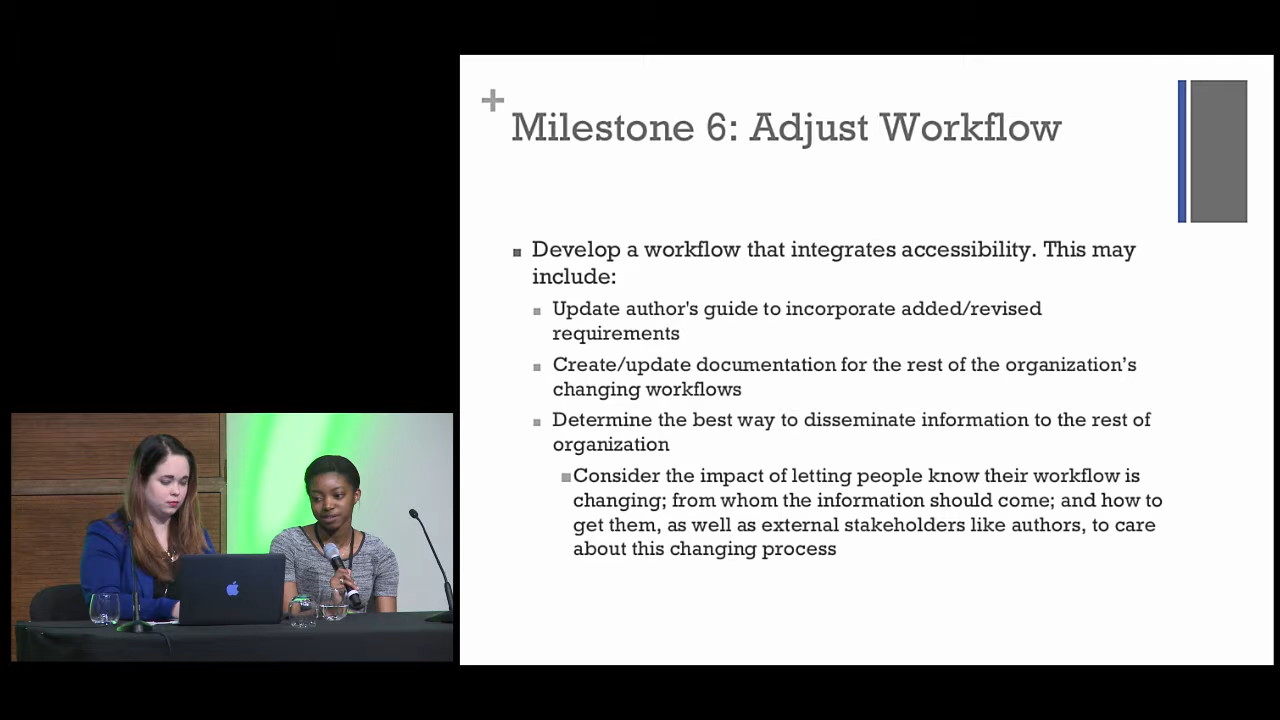 +
Milestone 6: Adjust Workflow
Develop a workflow that integrates accessibility. This may
include:
Update author's guide to incorporate added/revised
requirements
Create/update documentation for the rest of the organization’s
changing workflows
Determine the best way to disseminate information to the rest of
organization
Consider the impact of letting people know their workflow is
changing; from whom the information should come; and how to
get them, as well as external stakeholders like authors, to care
about this changing process